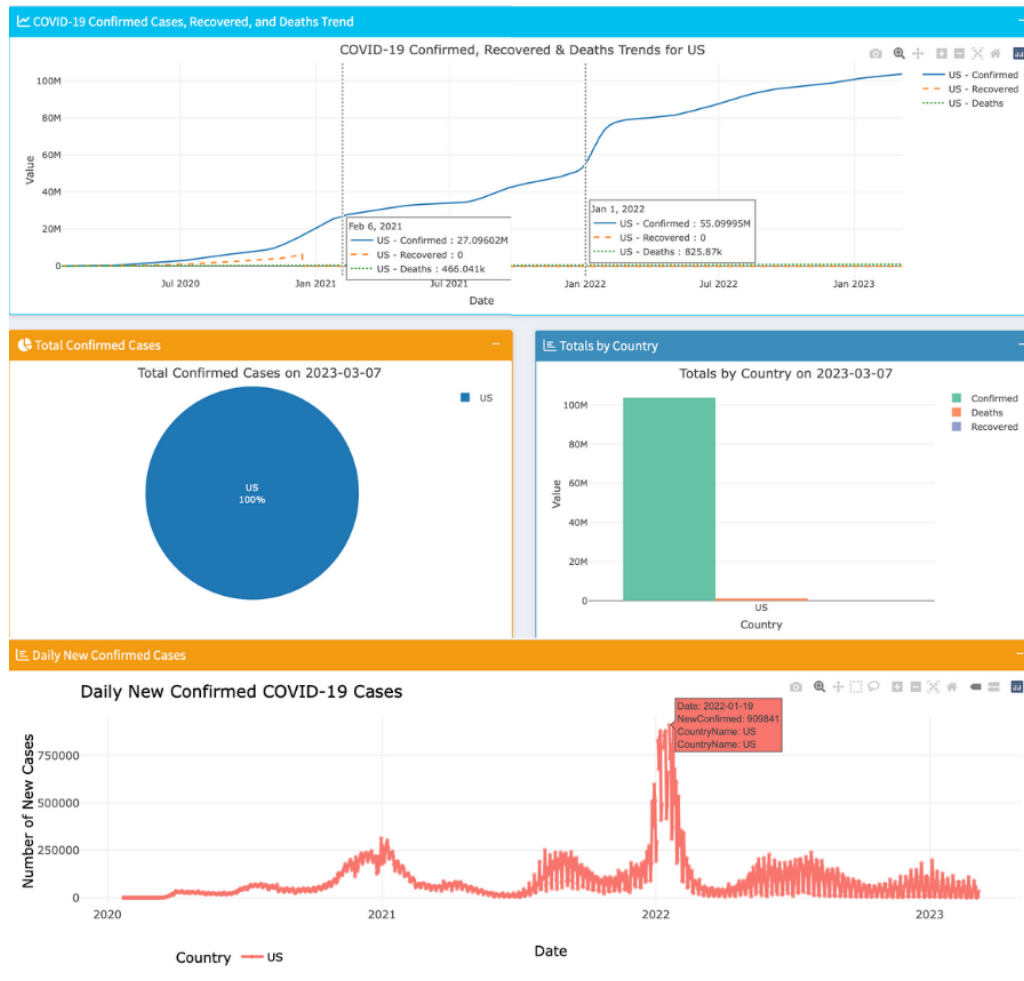 COVID-19 Confirmed Cases, Recovered, and Deaths Trend
COVID-19 Confirmed, Recovered & Deaths Trends for US
US - Confirmed
US - Recovered
US - Deaths
100M
80M
60M
40M
20M
0
Value
Feb 6, 2021
US - Confirmed : 27.09602M
US - Recovered : 0
US - Deaths : 466.041k
Jan 1, 2022
US - Confirmed : 55.09995M
US - Recovered : 0
US - Deaths : 825.87k
Jul 2020 Jan 2021 Jul 2021 Jan 2022 Jul 2022 Jan 2023
Date
Total Confirmed Cases
Total Confirmed Cases on 2023-03-07
US
US
100%
Totals by Country
Totals by Country on 2023-03-07
Confirmed
Deaths
Recovered
100M
80M
60M
40M
20M
0
Value
US
Country
Daily New Confirmed Cases
Daily New Confirmed COVID-19 Cases
Date: 2022-01-19
NewConfirmed: 909841
CountryName: US
CountryName: US
Number of New Cases
750000
500000
250000
0
2020 2021 2022 2023
Date
Country US